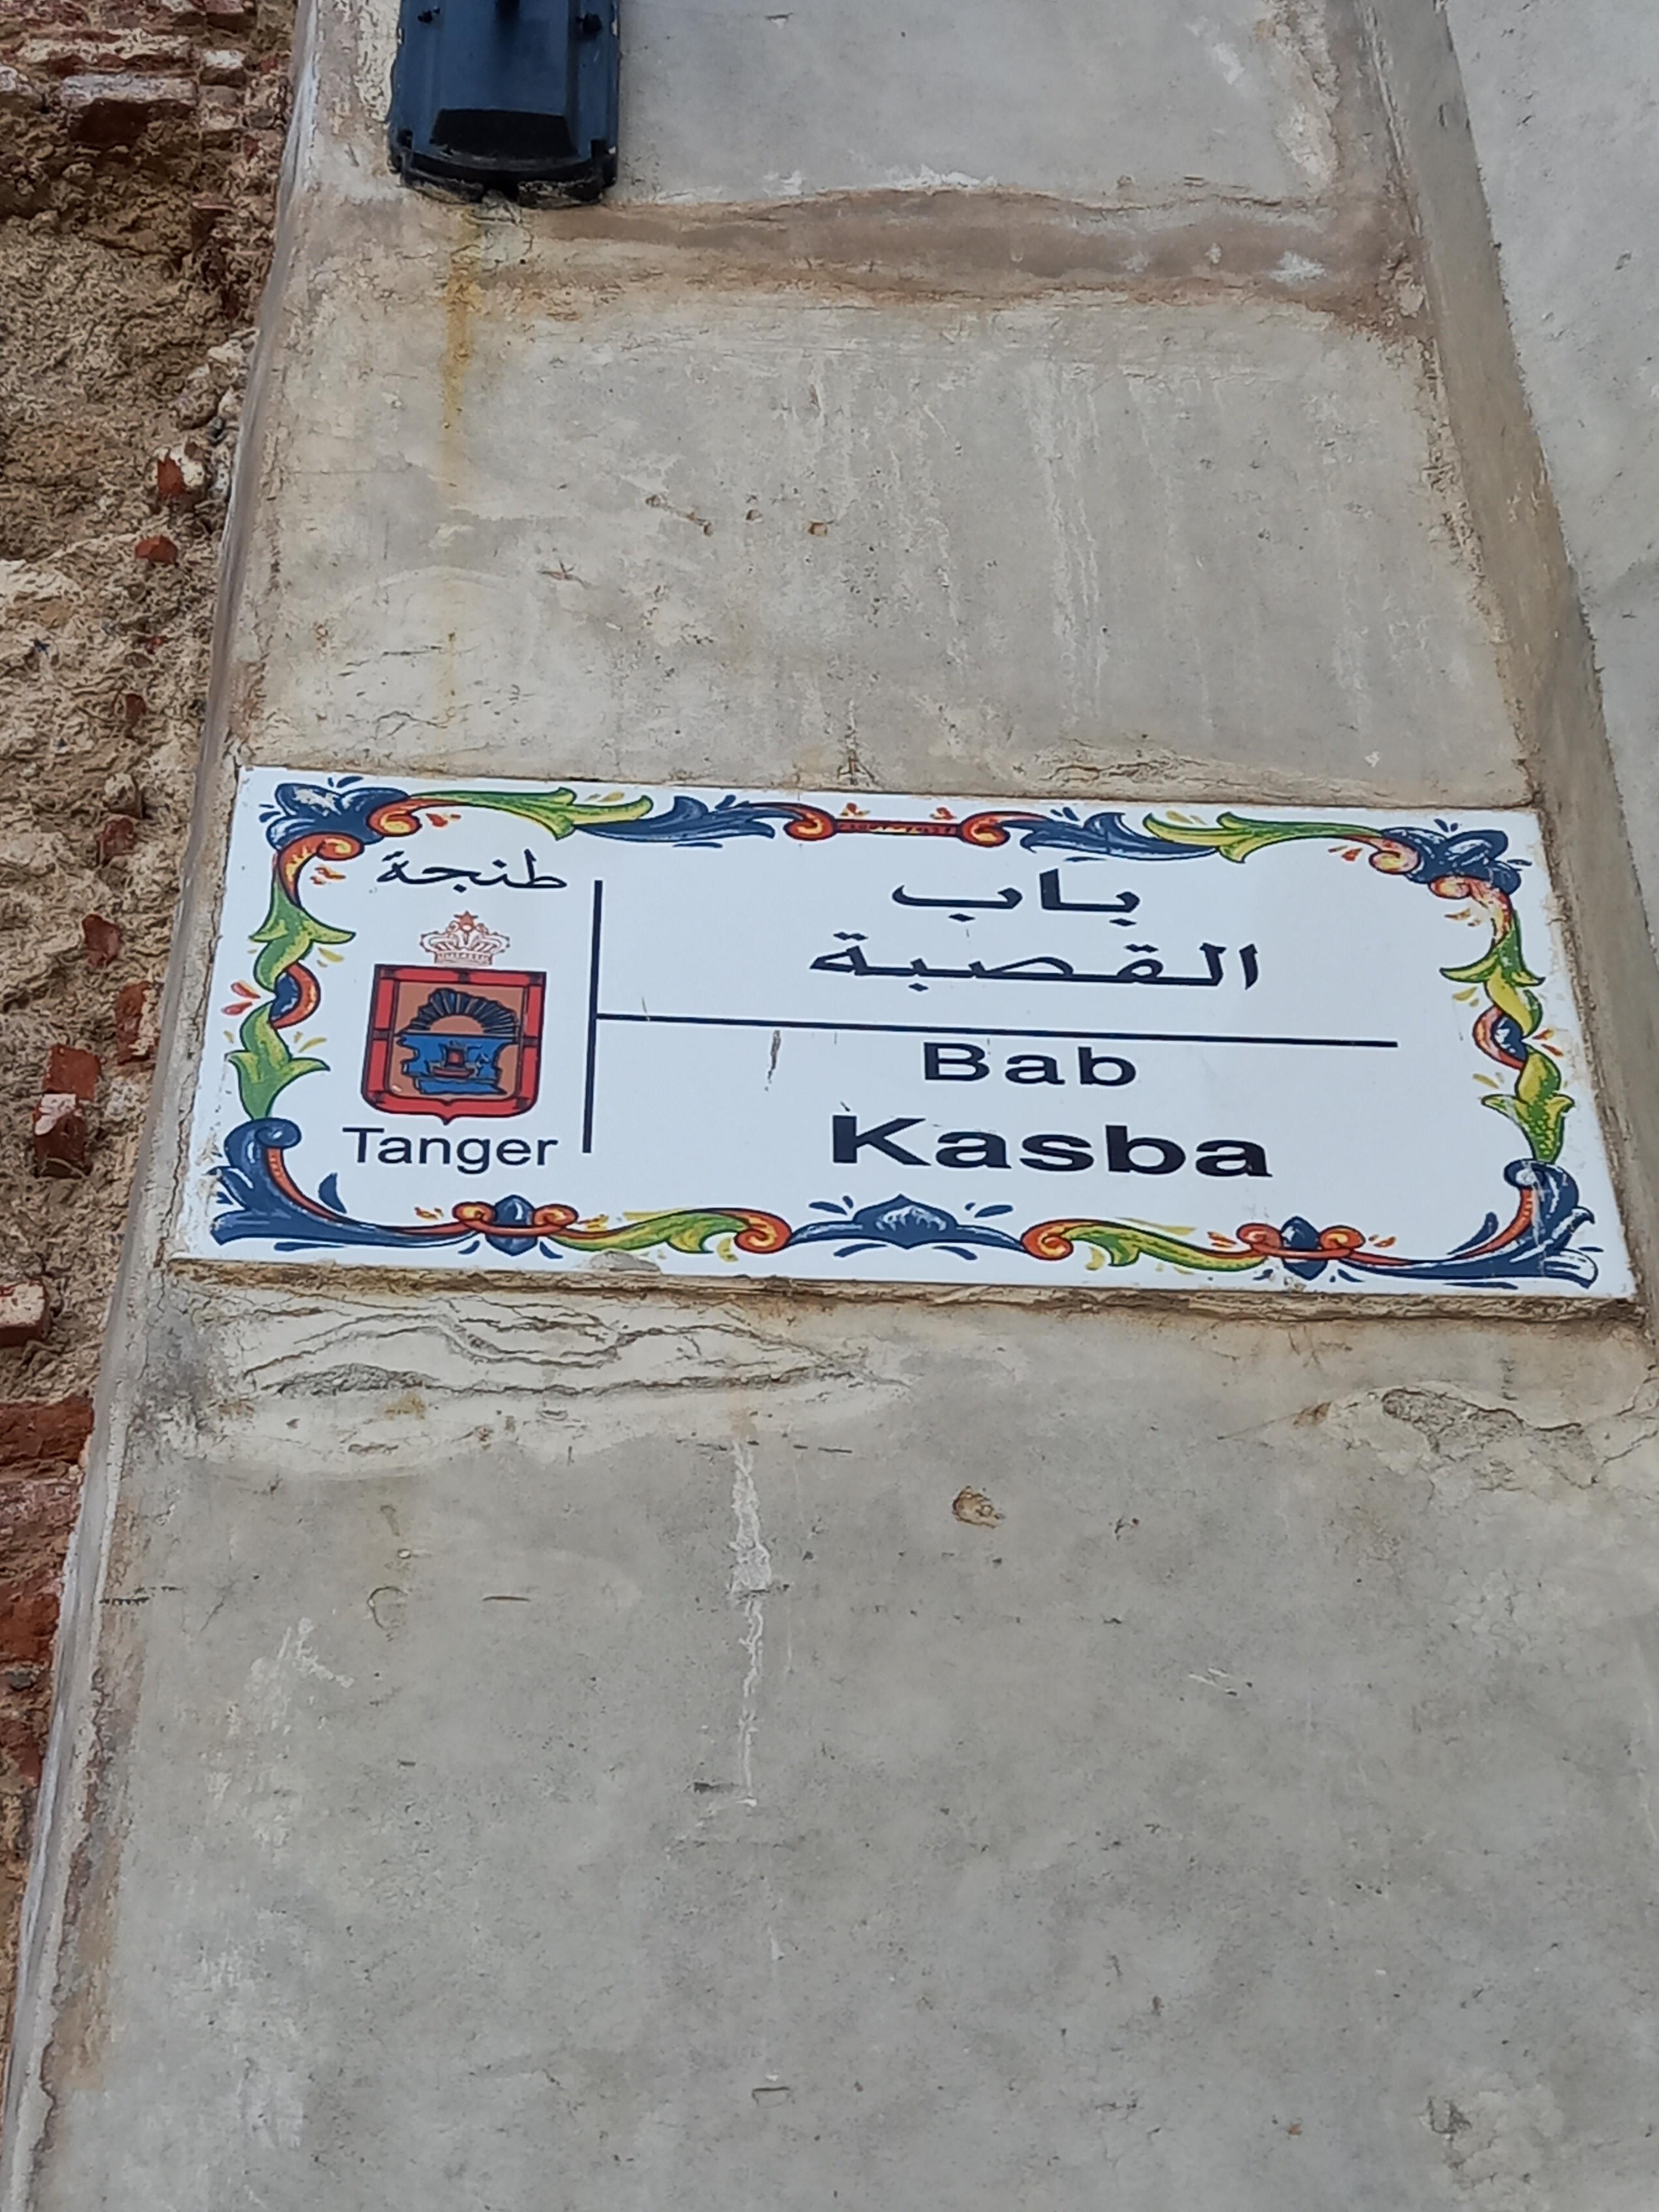 طنجة
Tanger
باب
القصبة
Bab
Kasba